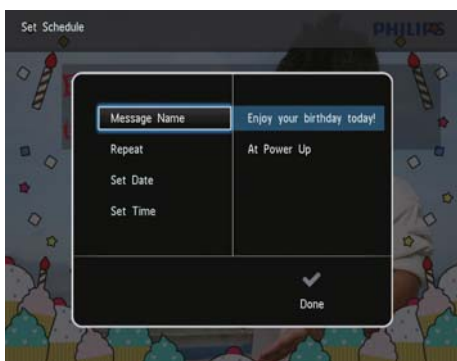 Set Schedule
PHILIPS
Message Name
Enjoy your birthday today!
Repeat
At Power Up
Set Date
Set Time
Done